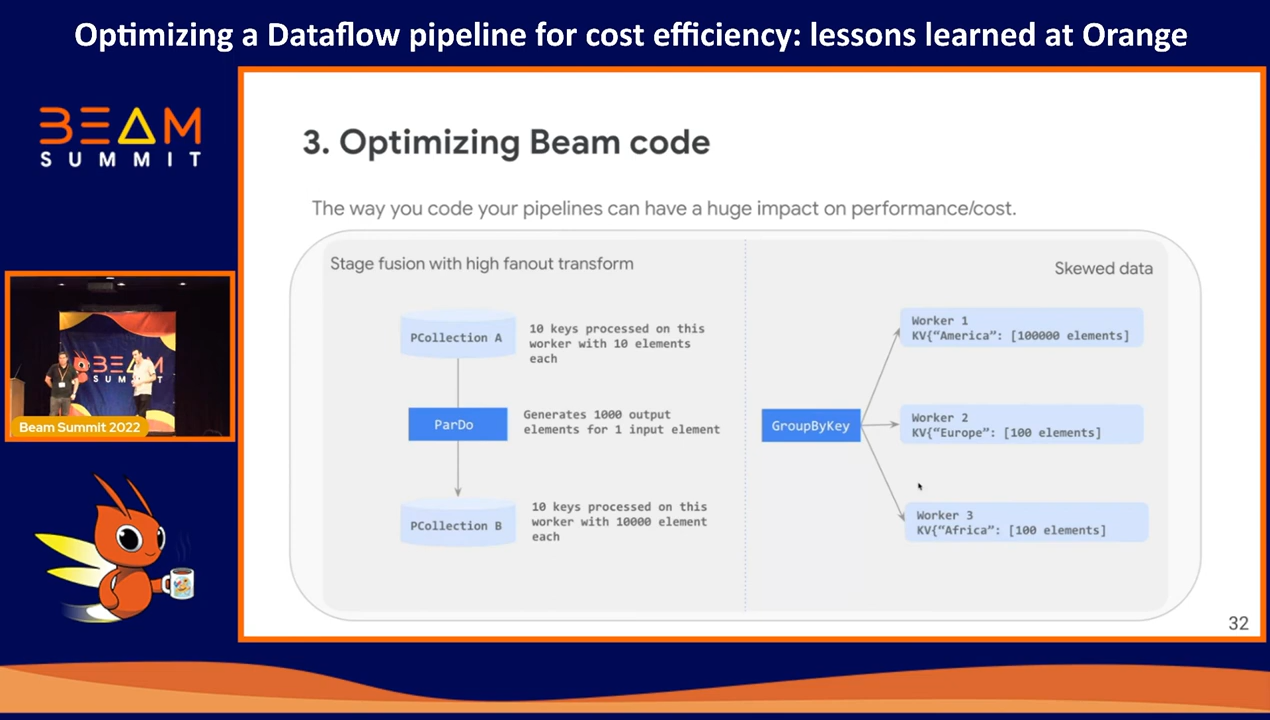 Optimizing a Dataflow pipeline for cost efficiency: lessons learned at Orange
BEAM
SUMMIT
BEAM
SUMMIT
Beam Summit 2022
3. Optimizing Beam code
The way you code your pipelines can have a huge impact on performance/cost.
Stage fusion with high fanout transform
PCollection A
10 keys processed on this
worker with 10 elements
each
ParDo
Generates 1000 output
elements for 1 input element
PCollection B
10 keys processed on this
worker with 10000 element
each
Skewed data
GroupByKey
Worker 1
KV{“America”: [100000 elements]
Worker 2
KV{“Europe”: [100 elements]
Worker 3
KV{“Africa”: [100 elements]
32